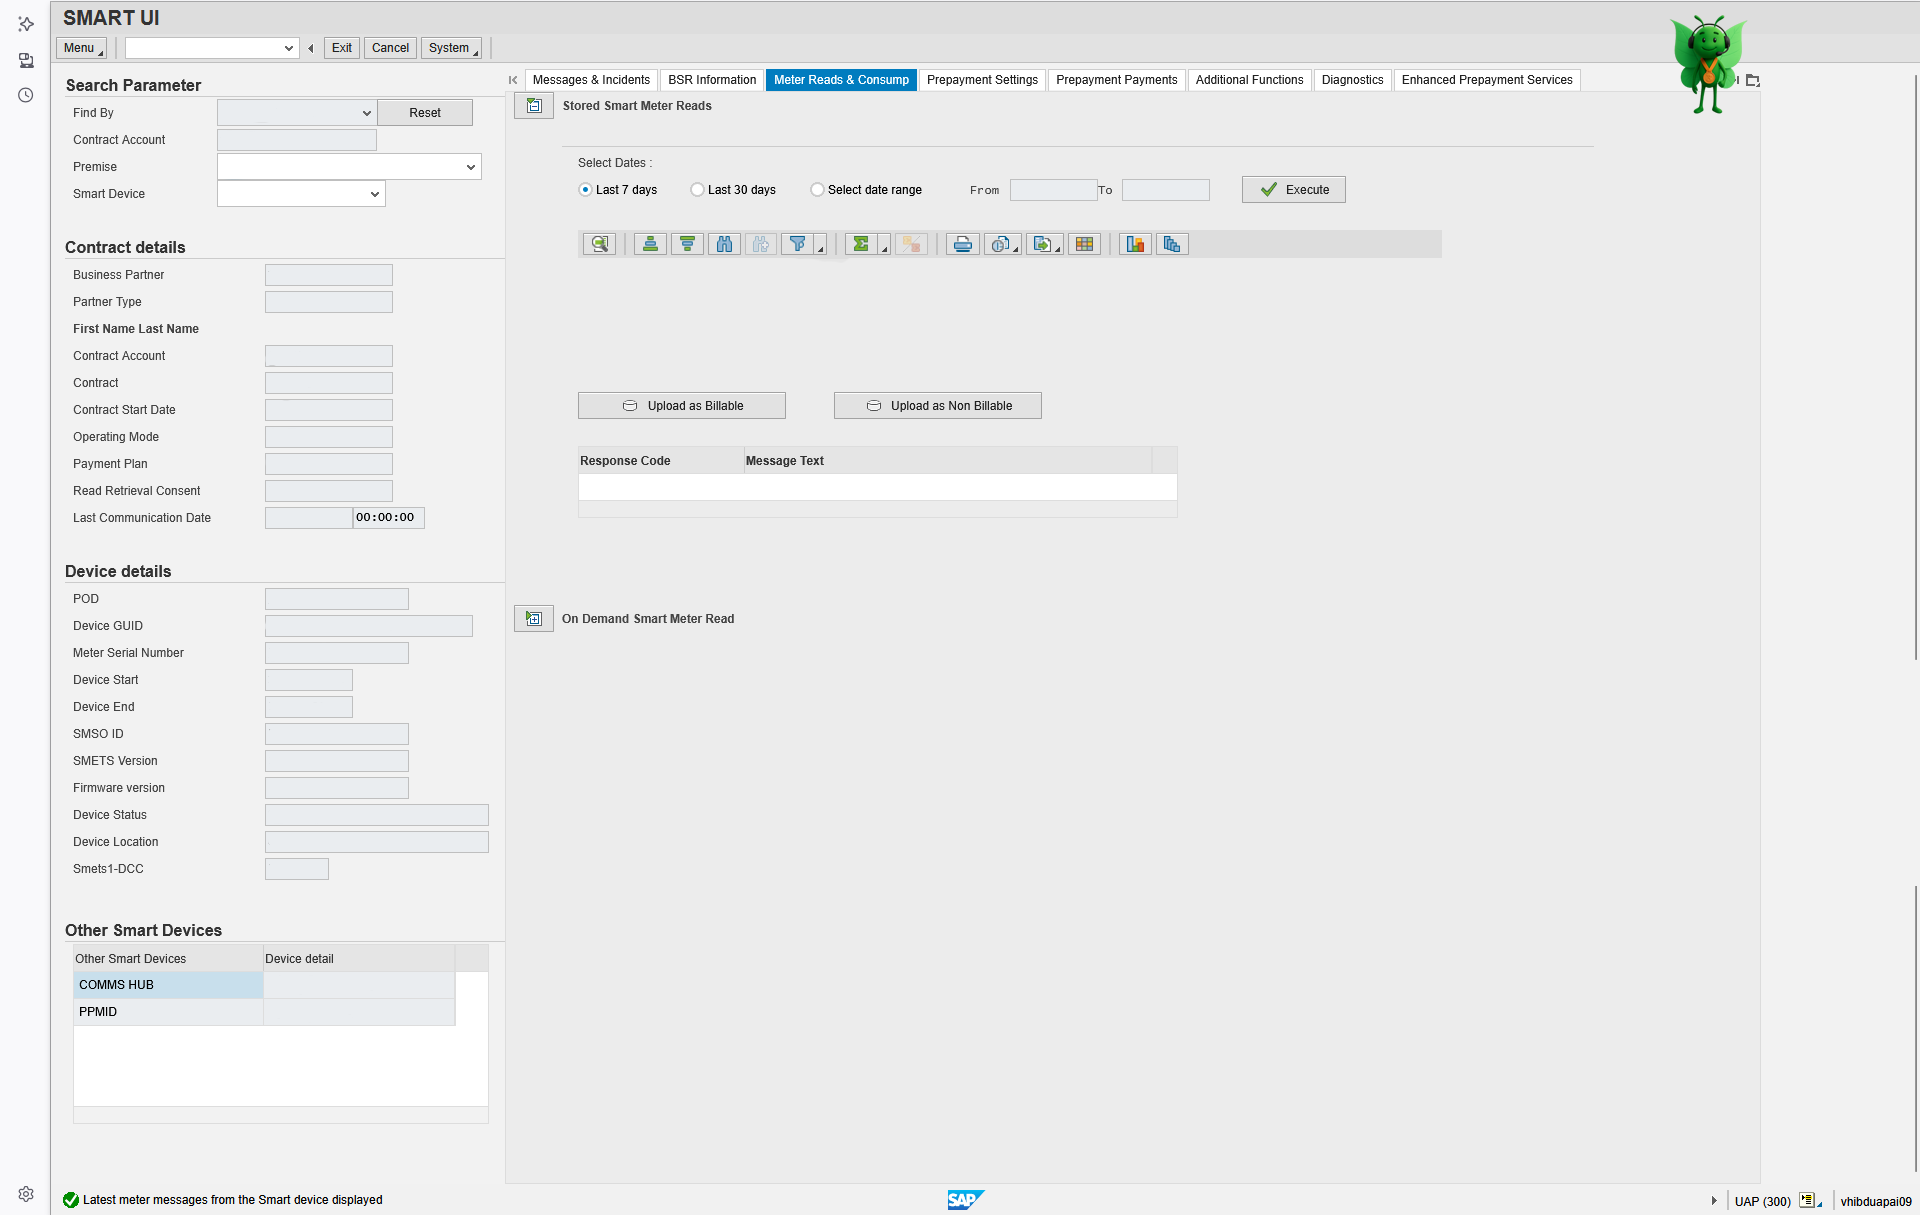 SMART UI
Menu
Exit
Cancel
System
Search Parameter
Find By
Reset
Contract Account
Premise
Smart Device
Contract details
Business Partner
Partner Type
First Name Last Name
Contract Account
Contract
Contract Start Date
Operating Mode
Payment Plan
Read Retrieval Consent
Last Communication Date 00:00:00
Device details
POD
Device GUID
Meter Serial Number
Device Start
Device End
SMSO ID
SMETS Version
Firmware version
Device Status
Device Location
Smets1-DCC
Other Smart Devices
Other Smart Devices Device detail
COMMS HUB
PPMID
Messages & Incidents
BSR Information
Meter Reads & Consump
Prepayment Settings
Prepayment Payments
Additional Functions
Diagnostics
Enhanced Prepayment Services
Stored Smart Meter Reads
Select Dates :
Last 7 days Last 30 days Select date range From To Execute
Upload as Billable Upload as Non Billable
Response Code Message Text
On Demand Smart Meter Read
Latest meter messages from the Smart device displayed
SAP
UAP (300)
vhibduapai09